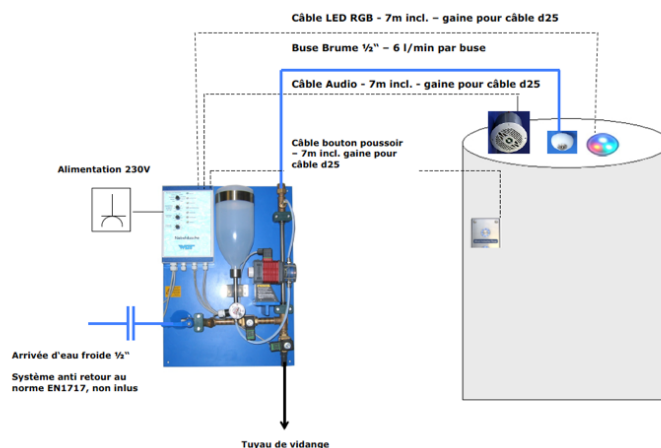 Câble LED RGB - 7m incl. - gaine pour câble d25
Buse Brume ½“ – 6 l/min par buse
Câble Audio - 7m incl. - gaine pour câble d25
Câble bouton poussoir
– 7m incl. gaine pour
câble d25
Alimentation 230V
Arrivée d‘eau froide ½“
Système anti retour au
norme EN1717, non inlus
Tuyau de vidange